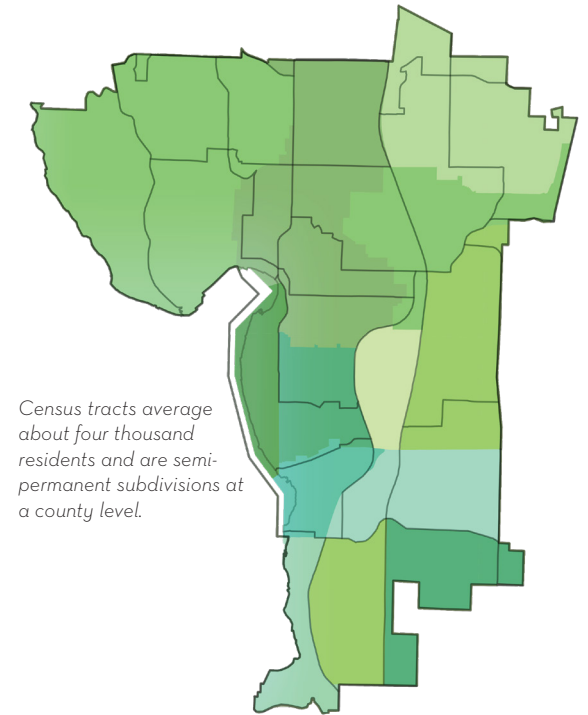 Census tracts average
about four thousand
residents and are semi-
permanent subdivisions at
a county level.